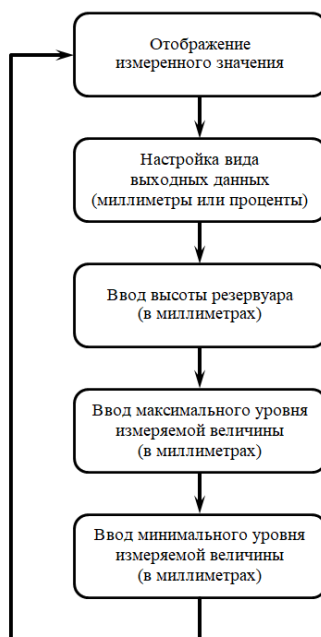 Отображение
измеренного значения
Настройка вида
выходных данных
(миллиметры или проценты)
Ввод высоты резервуара
(в миллиметрах)
Ввод максимального уровня
измеряемой величины
(в миллиметрах)
Ввод минимального уровня
измеряемой величины
(в миллиметрах)